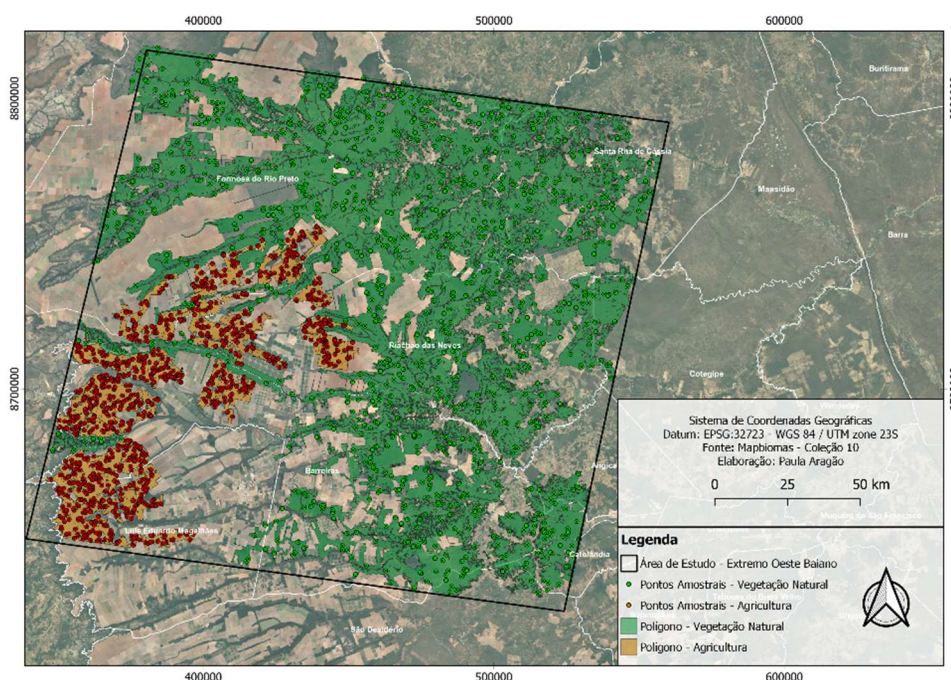 400000
500000
600000
8800000
Buritirama
Santa Rita de Cássia
Formosa do Rio Preto
Mansidão
Barra
Riachão das Neves
8700000
Cotegipe
Sistema de Coordenadas Geográficas
Datum: EPSG:32723 - WGS 84 / UTM zone 23S
Fonte: Mapbiomas - Coleção 10
Elaboração: Paula Aragão
0 25 50 km
Barreiras
Angica
Luís Eduardo Magalhães
Catolândia
São Desidério
Legenda
Área de Estudo - Extremo Oeste Baiano
Pontos Amostrais - Vegetação Natural
Pontos Amostrais - Agricultura
Polígono - Vegetação Natural
Polígono - Agricultura
400000
500000
600000